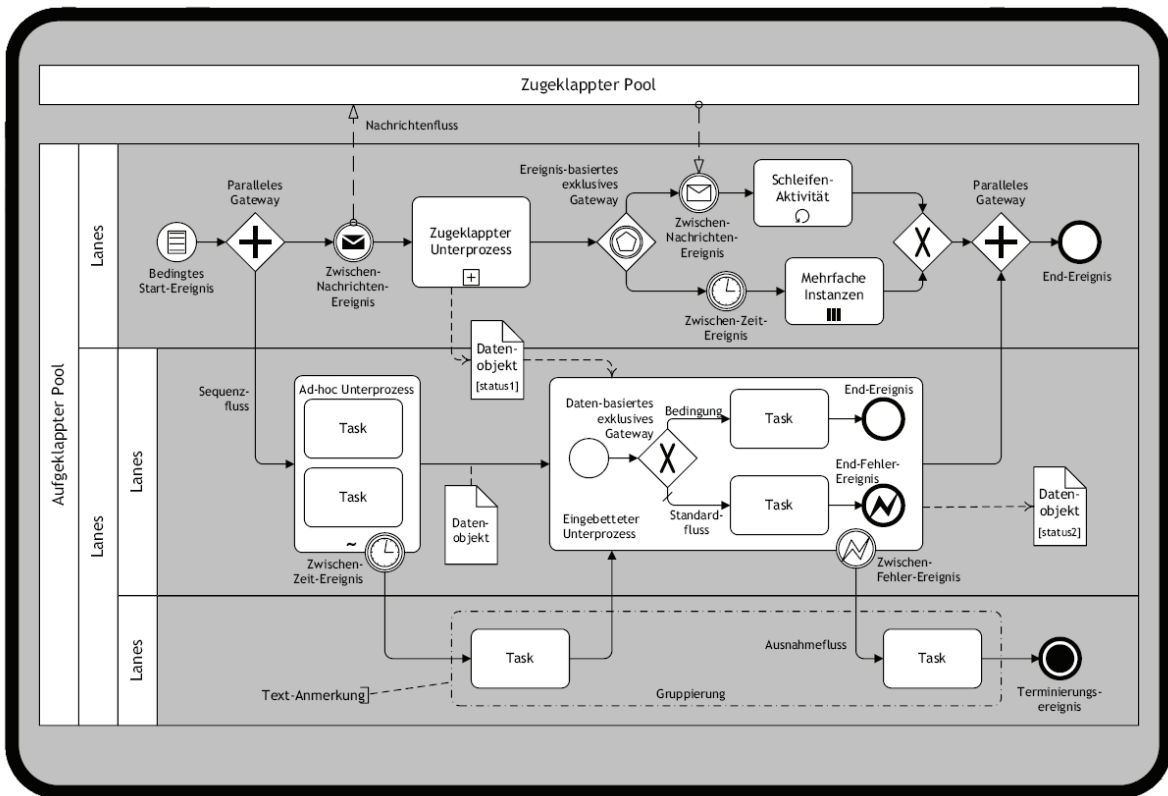 Zugeklappter Pool
Nachrichtenfluss
Aufgeklappter Pool
Lanes
Paralleles
Gateway
Bedingtes
Start-Ereignis
Zwischen-
Nachrichten-
Ereignis
Zugeklappter
Unterprozess
Ereignis-basiertes
exklusives
Gateway
Zwischen-
Nachrichten-
Ereignis
Schleifen-
Aktivität
Zwischen-Zeit-
Ereignis
Mehrfache
Instanzen
Paralleles
Gateway
End-Ereignis
Lanes
Lanes
Sequenz-
fluss
Ad-hoc Unterprozess
Task
Task
~
Zwischen-
Zeit-Ereignis
Daten-
objekt
[status1]
Daten-
objekt
Daten-basiertes
exklusives
Gateway
Bedingung
Task
End-Ereignis
Standard-
fluss
Task
End-Fehler-
Ereignis
Eingebetteter
Unterprozess
Zwischen-
Fehler-Ereignis
Daten-
objekt
[status2]
Lanes
Task
Text-Anmerkung
Gruppierung
Ausnahmefluss
Task
Terminierungs-
ereignis